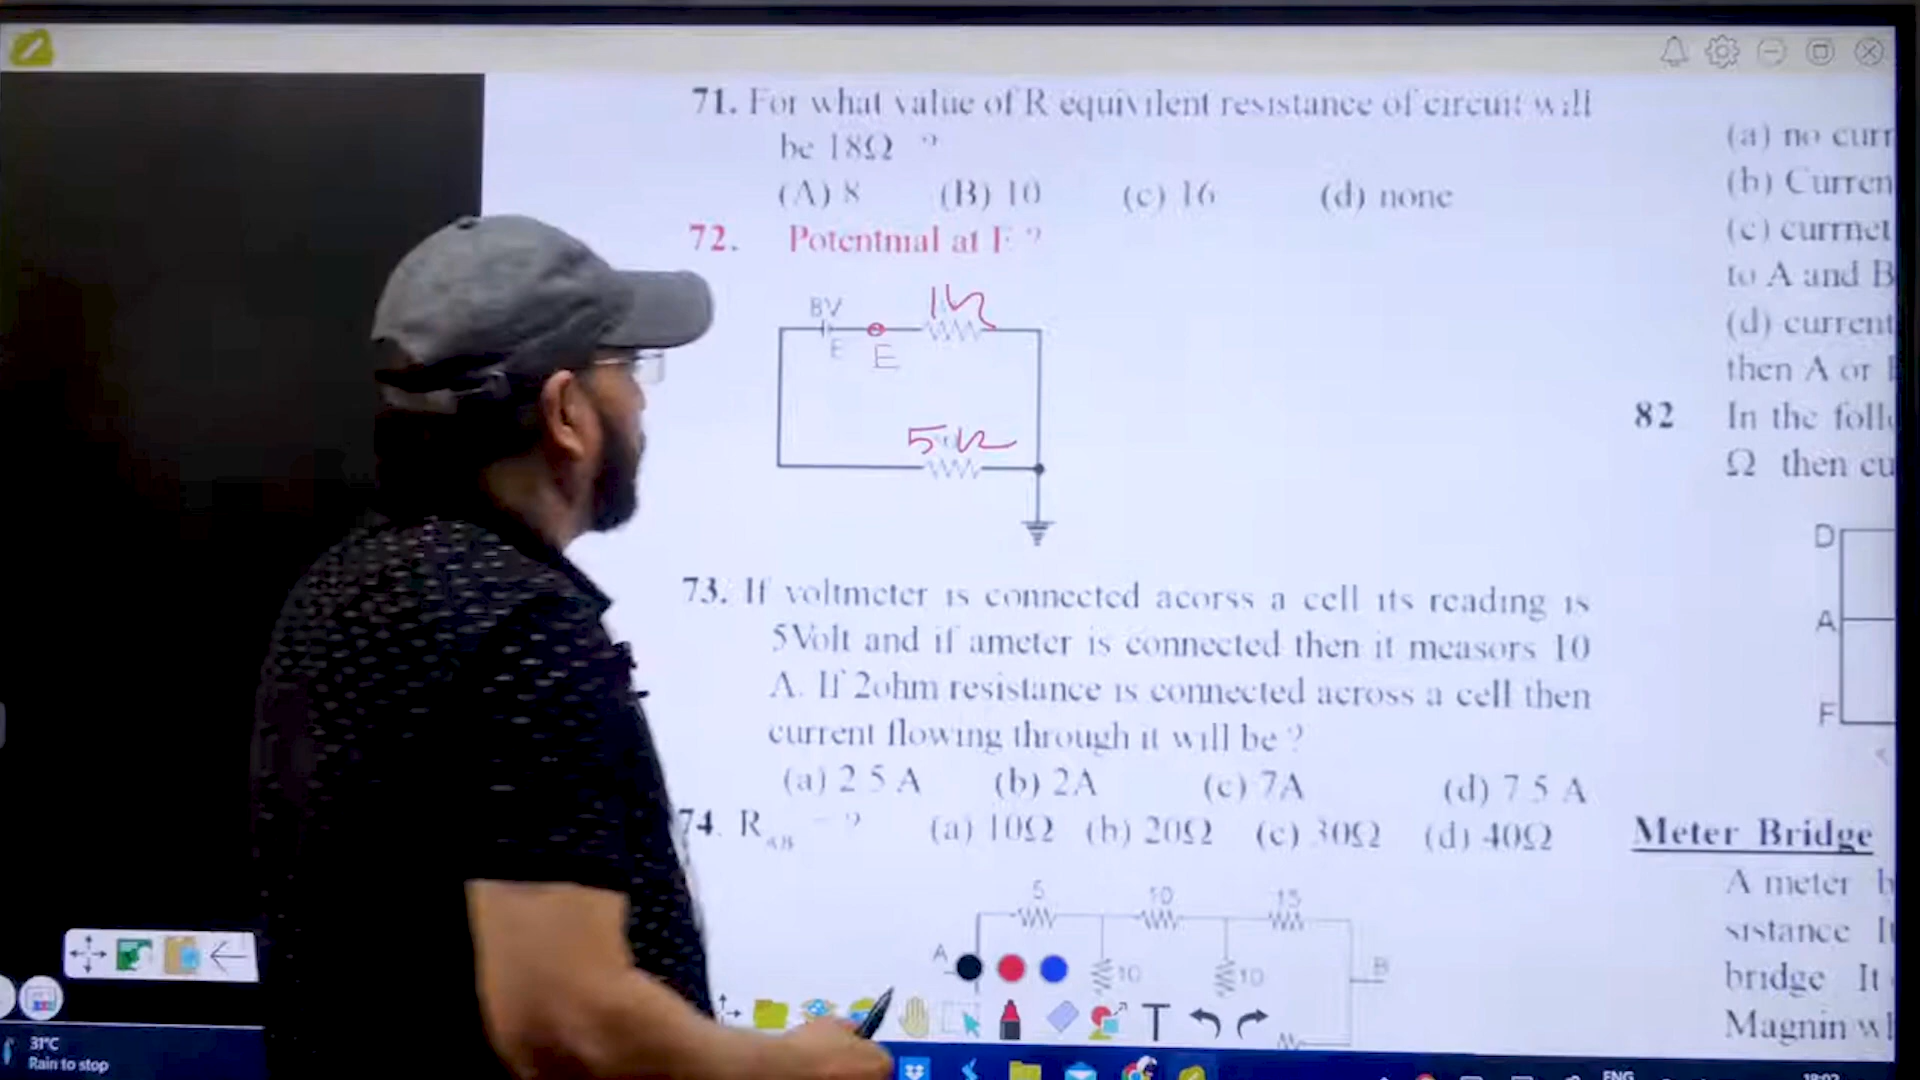 71. For what value of R equivilent resistance of circuit will
be 18Ω ?
(A) 8 (B) 10 (c) 16 (d) none
72. Potentmal at E ?
8V
1Ω
E
E
5Ω
73. If voltmeter is connected acorss a cell its reading is
5Volt and if ameter is connected then it measors 10
A. If 2ohm resistance is connected across a cell then
current flowing through it will be ?
(a) 2 5 A (b) 2A (c) 7A (d) 7 5 A
74. R AB = ? (a) 10Ω (b) 20Ω (c) 30Ω (d) 40Ω
5 10 15
A
10
10
B
(a) no curr
(b) Curren
(c) currnet
to A and B
(d) current
then A or
82 In the foll
Ω then cu
D
A
F
Meter Bridge
A meter b
sistance
bridge It
Magnin wh
T
31°C
Rain to stop
ENG
18:02